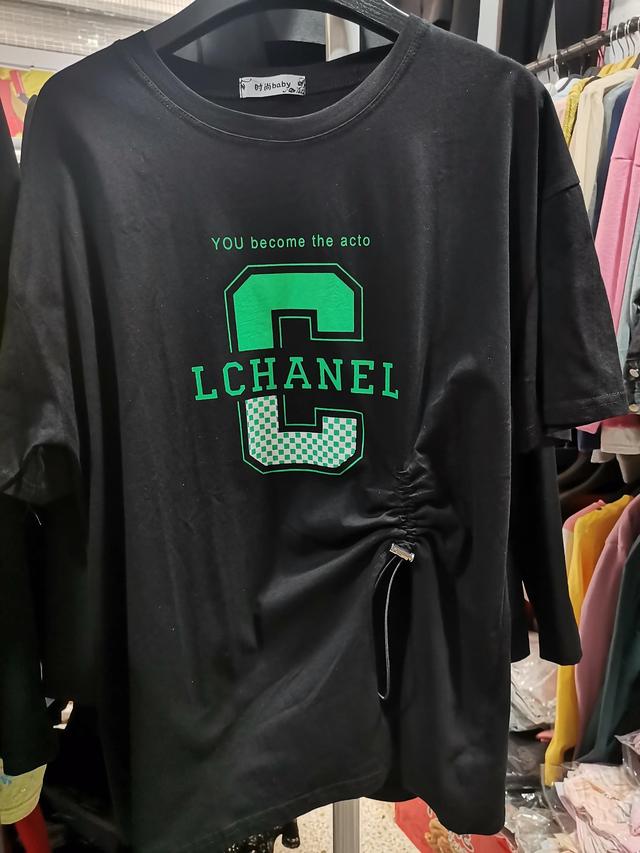 时尚baby
YOU become the acto
LCHANEL